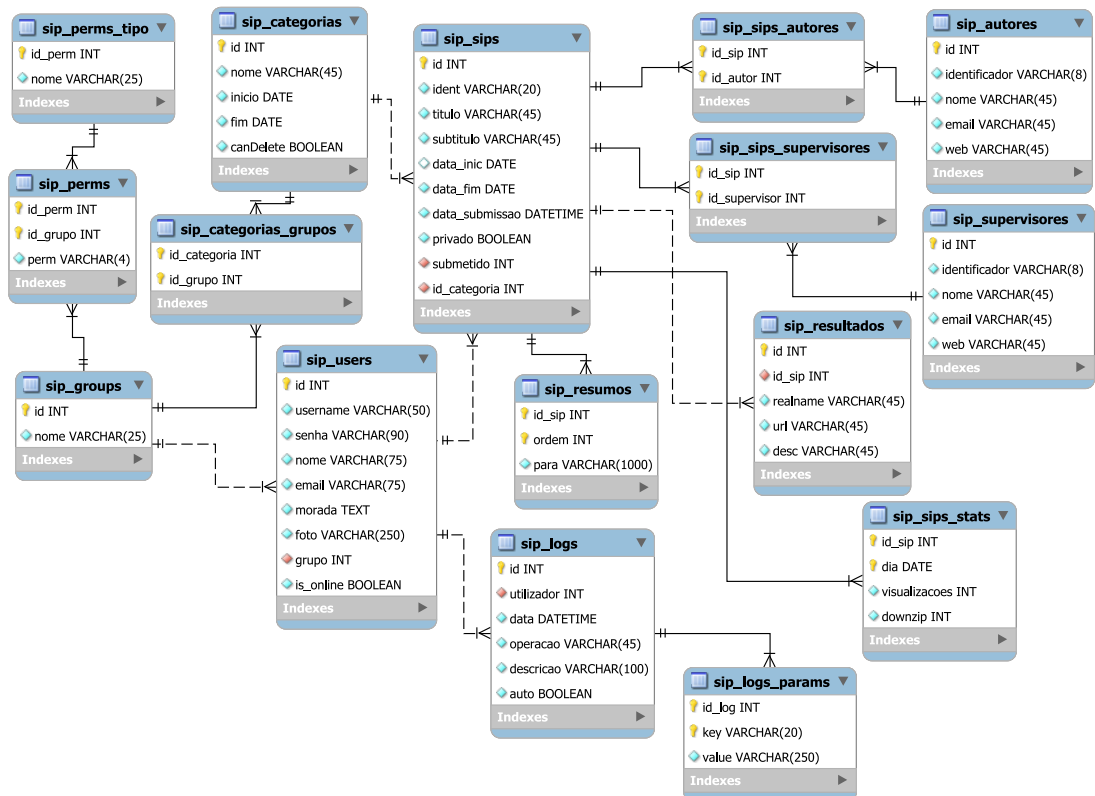 sip_perms_tipo
id_perm INT
nome VARCHAR(25)
Indexes
sip_categorias
id INT
nome VARCHAR(45)
inicio DATE
fim DATE
canDelete BOOLEAN
Indexes
sip_sips
id INT
ident VARCHAR(20)
titulo VARCHAR(45)
subtitulo VARCHAR(45)
data_inic DATE
data_fim DATE
data_submissao DATETIME
privado BOOLEAN
submetido INT
id_categoria INT
Indexes
sip_sips_autores
id_sip INT
id_autor INT
Indexes
sip_autores
id INT
identificador VARCHAR(8)
nome VARCHAR(45)
email VARCHAR(45)
web VARCHAR(45)
Indexes
sip_perms
id_perm INT
id_grupo INT
perm VARCHAR(4)
Indexes
sip_categorias_grupos
id_categoria INT
id_grupo INT
Indexes
sip_sips_supervisores
id_sip INT
id_supervisor INT
Indexes
sip_supervisores
id INT
identificador VARCHAR(8)
nome VARCHAR(45)
email VARCHAR(45)
web VARCHAR(45)
Indexes
sip_groups
id INT
nome VARCHAR(25)
Indexes
sip_users
id INT
username VARCHAR(50)
senha VARCHAR(90)
nome VARCHAR(75)
email VARCHAR(75)
morada TEXT
foto VARCHAR(250)
grupo INT
is_online BOOLEAN
Indexes
sip_resumos
id_sip INT
ordem INT
para VARCHAR(1000)
Indexes
sip_resultados
id INT
id_sip INT
realname VARCHAR(45)
url VARCHAR(45)
desc VARCHAR(45)
Indexes
sip_sips_stats
id_sip INT
dia DATE
visualizacoes INT
downzip INT
Indexes
sip_logs
id INT
utilizador INT
data DATETIME
operacao VARCHAR(45)
descricao VARCHAR(100)
auto BOOLEAN
Indexes
sip_logs_params
id_log INT
key VARCHAR(20)
value VARCHAR(250)
Indexes